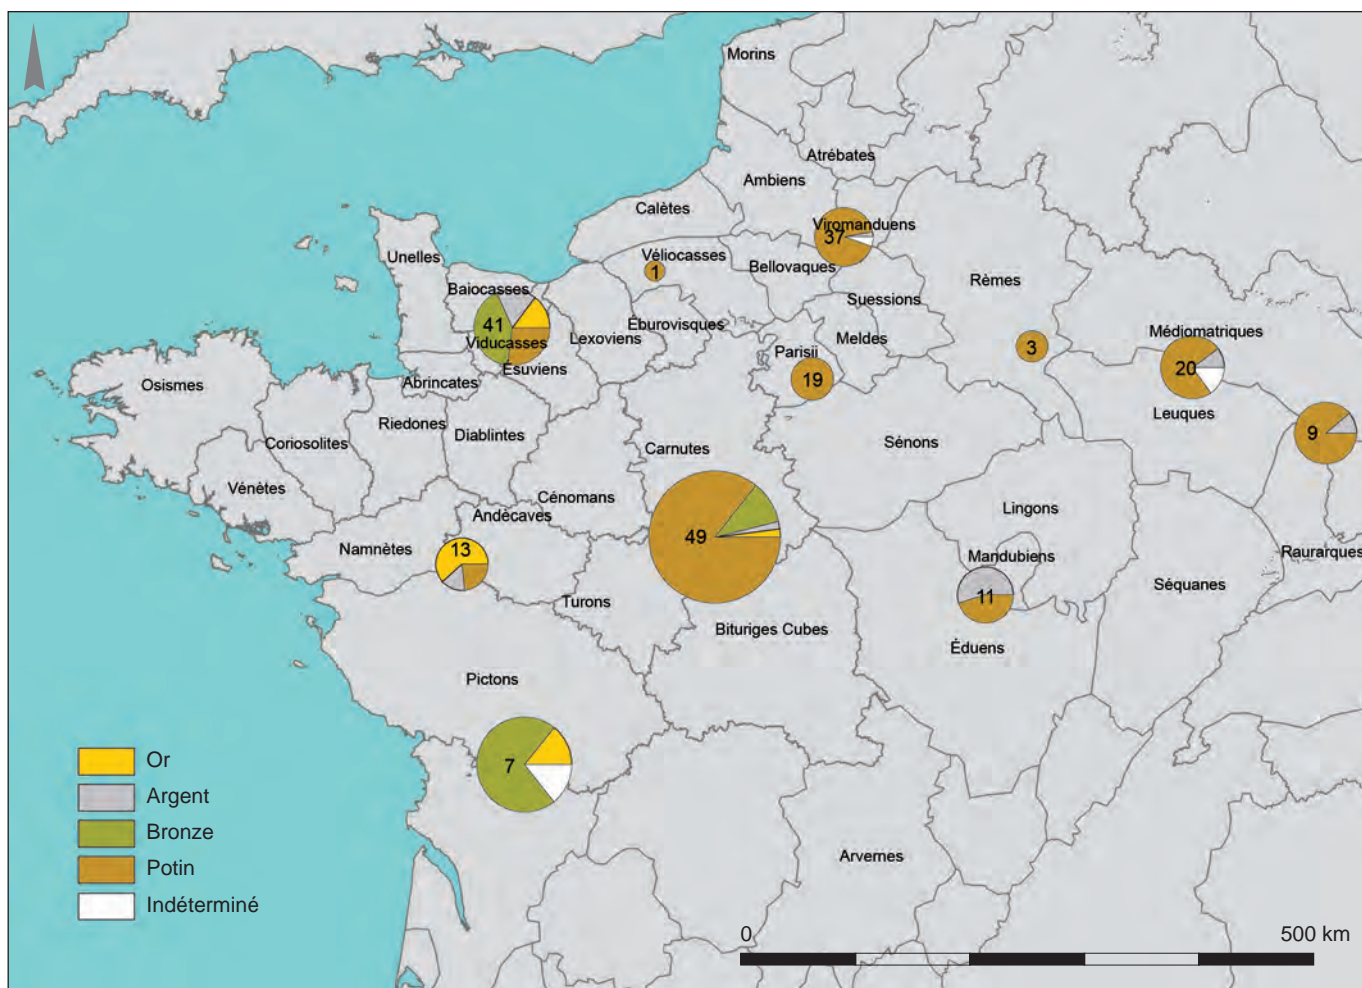 Morins
Atrébates
Ambiens
Calètes
Viromanduens
37
Unelles
Véliocasses
1
Bellovaques
Rèmes
Baiocasses
Suessions
41
Éburovisques
Médiomatriques
Viducasses
Lexoviens
Meldes
3
Parisii
Ésuviens
20
Abrincates
19
Osismes
Leuques
Riedones
Diablintes
9
Coriosolites
Sénons
Carnutes
Vénètes
Cénomans
Lingons
Andécaves
49
Namnètes
13
Mandubiens
Raurarques
Séquanes
11
Turons
Bituriges Cubes
Éduens
Pictons
7
Arvernes
Or
Argent
Bronze
Potin
Indéterminé
0
500 km